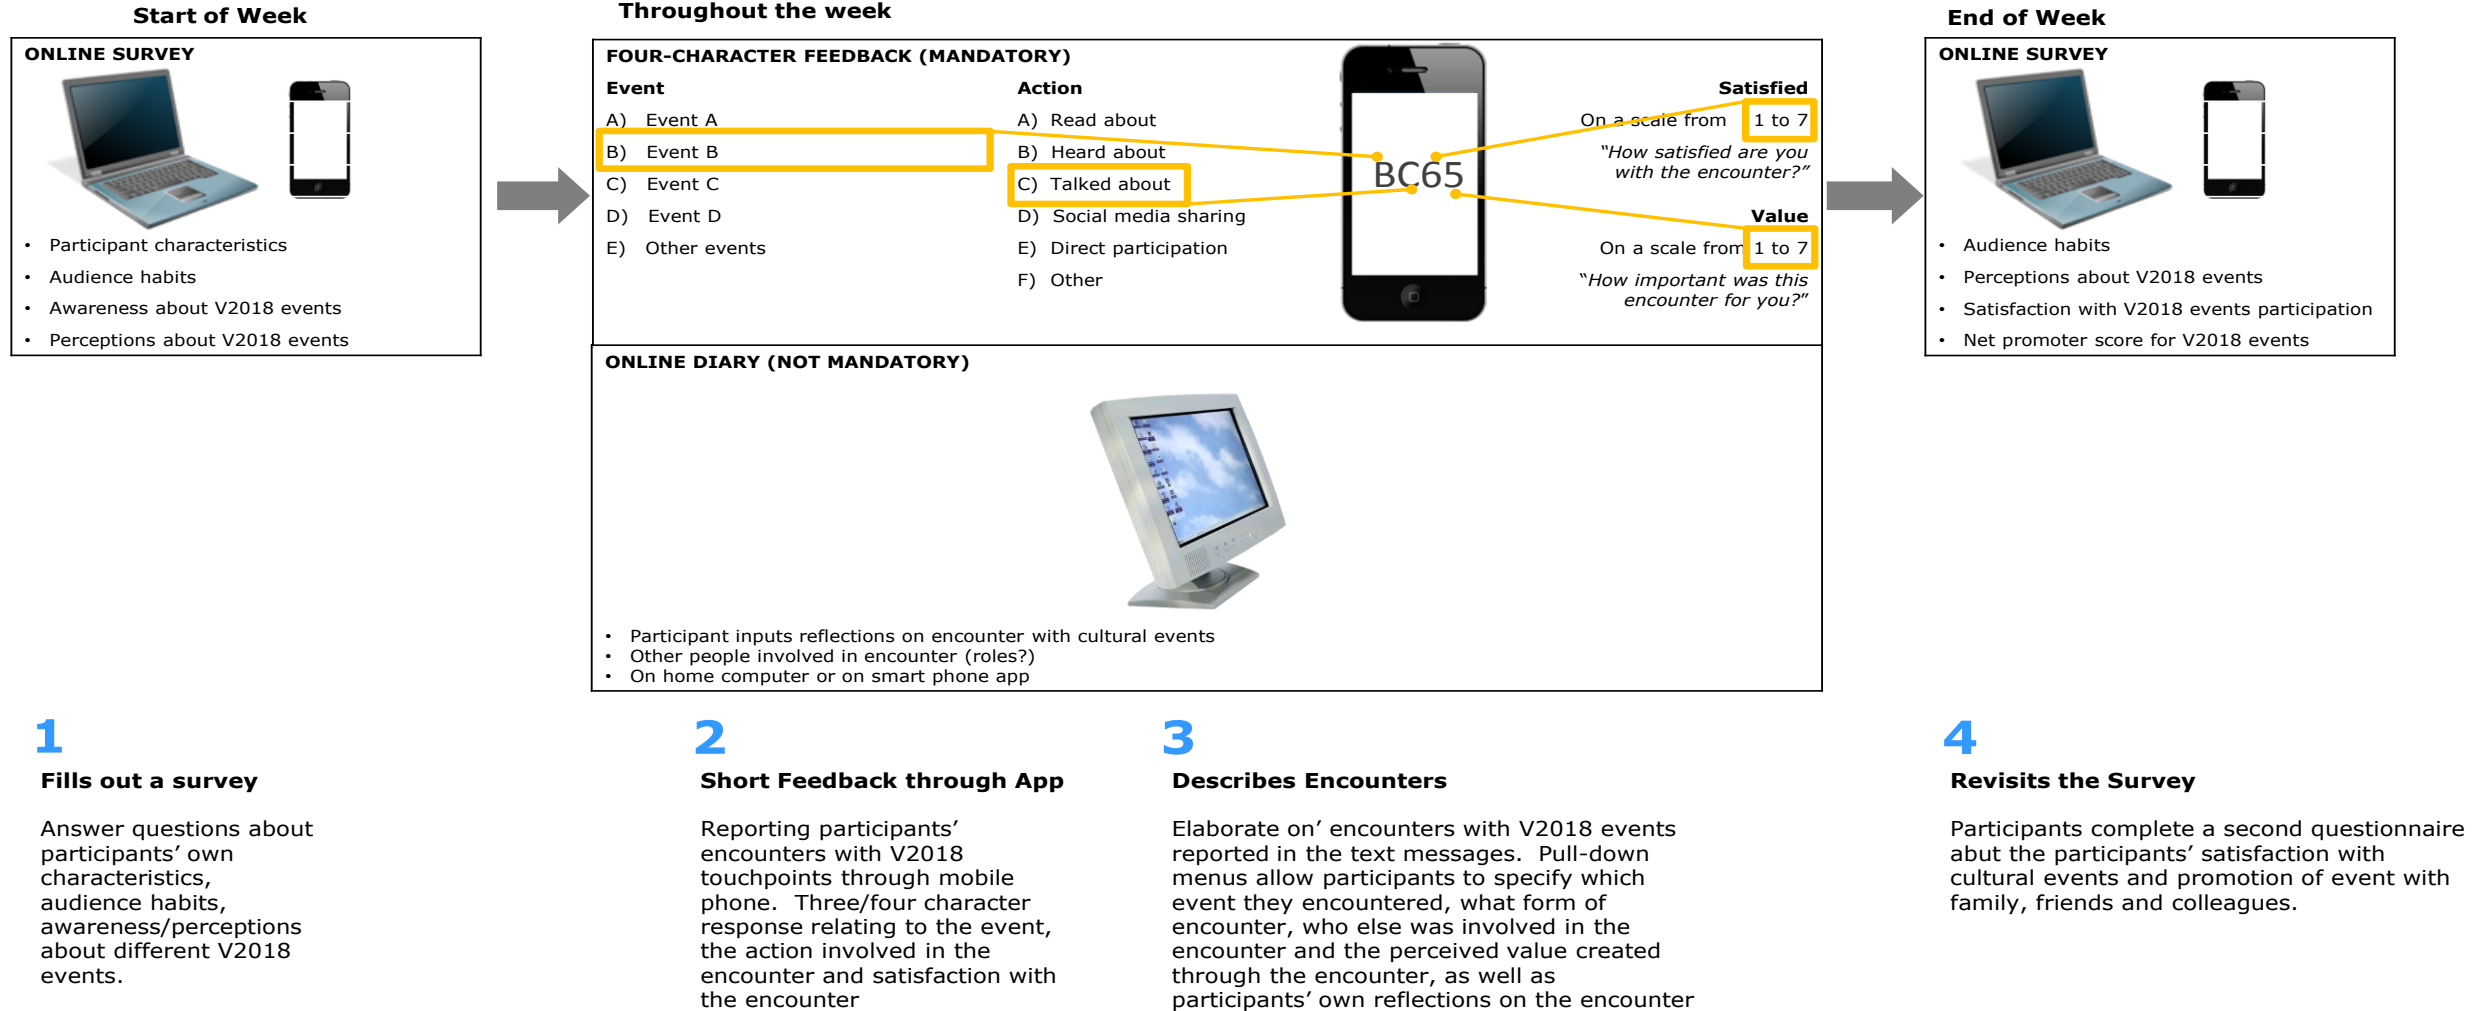 Start of Week
ONLINE SURVEY
• Participant characteristics
• Audience habits
• Awareness about V2018 events
• Perceptions about V2018 events
Throughout the week
FOUR-CHARACTER FEEDBACK (MANDATORY)
Event
A) Event A
B) Event B
C) Event C
D) Event D
E) Other events
Action
A) Read about
B) Heard about
C) Talked about
D) Social media sharing
E) Direct participation
F) Other
BC65
Satisfied
On a scale from 1 to 7
“How satisfied are you
with the encounter?”
Value
On a scale from 1 to 7
“How important was this
encounter for you?”
ONLINE DIARY (NOT MANDATORY)
• Participant inputs reflections on encounter with cultural events
• Other people involved in encounter (roles?)
• On home computer or on smart phone app
End of Week
ONLINE SURVEY
• Audience habits
• Perceptions about V2018 events
• Satisfaction with V2018 events participation
• Net promoter score for V2018 events
1
Fills out a survey
Answer questions about
participants’ own
characteristics,
audience habits,
awareness/perceptions
about different V2018
events.
2
Short Feedback through App
Reporting participants’
encounters with V2018
touchpoints through mobile
phone. Three/four character
response relating to the event,
the action involved in the
encounter and satisfaction with
the encounter
3
Describes Encounters
Elaborate on’ encounters with V2018 events
reported in the text messages. Pull-down
menus allow participants to specify which
event they encountered, what form of
encounter, who else was involved in the
encounter and the perceived value created
through the encounter, as well as
participants’ own reflections on the encounter
4
Revisits the Survey
Participants complete a second questionnaire
abut the participants’ satisfaction with
cultural events and promotion of event with
family, friends and colleagues.